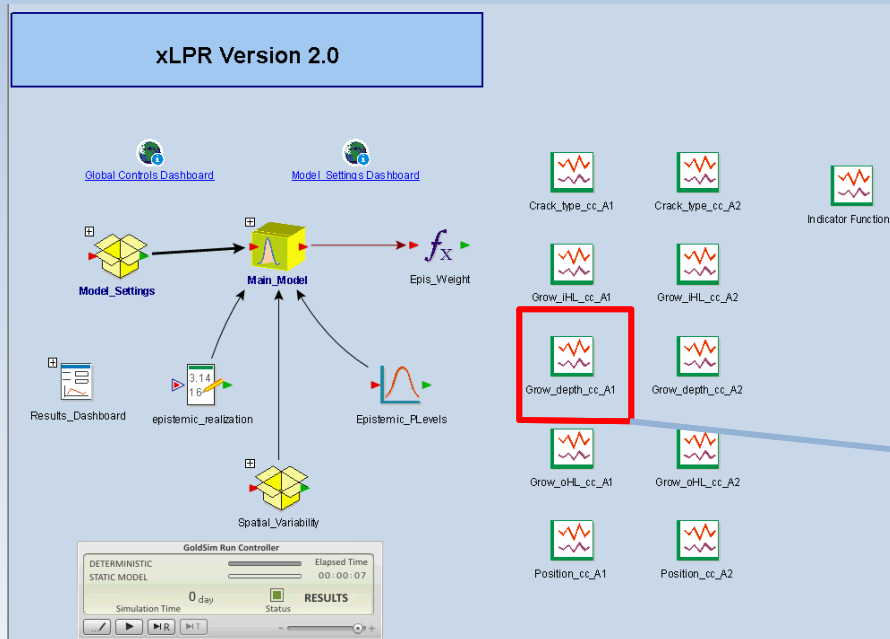 xLPR Version 2.0
Global Controls Dashboard
Model Settings Dashboard
Crack_type_cc_A1
Crack_type_cc_A2
Indicator Function
Model_Settings
Main_Model
fx
Epis_Weight
Grow_iHL_cc_A1
Grow_iHL_cc_A2
3.14
16
Results_Dashboard
epistemic_realization
Epistemic_PLevels
Grow_depth_cc_A1
Grow_depth_cc_A2
Spatial_Variability
Grow_oHL_cc_A1
Grow_oHL_cc_A2
Position_cc_A1
Position_cc_A2
GoldSim Run Controller
DETERMINISTIC
Elapsed Time
STATIC MODEL
00:00:07
0 day
RESULTS
Simulation Time
Status
R
T